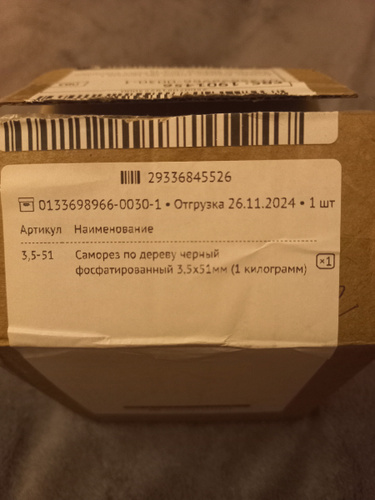 29336845526
0133698966-0030-1 • Отгрузка 26.11.2024 • 1 шт
Артикул Наименование
3,5-51 Саморез по дереву черный
фосфатированный 3,5х51мм (1 килограмм) ×1